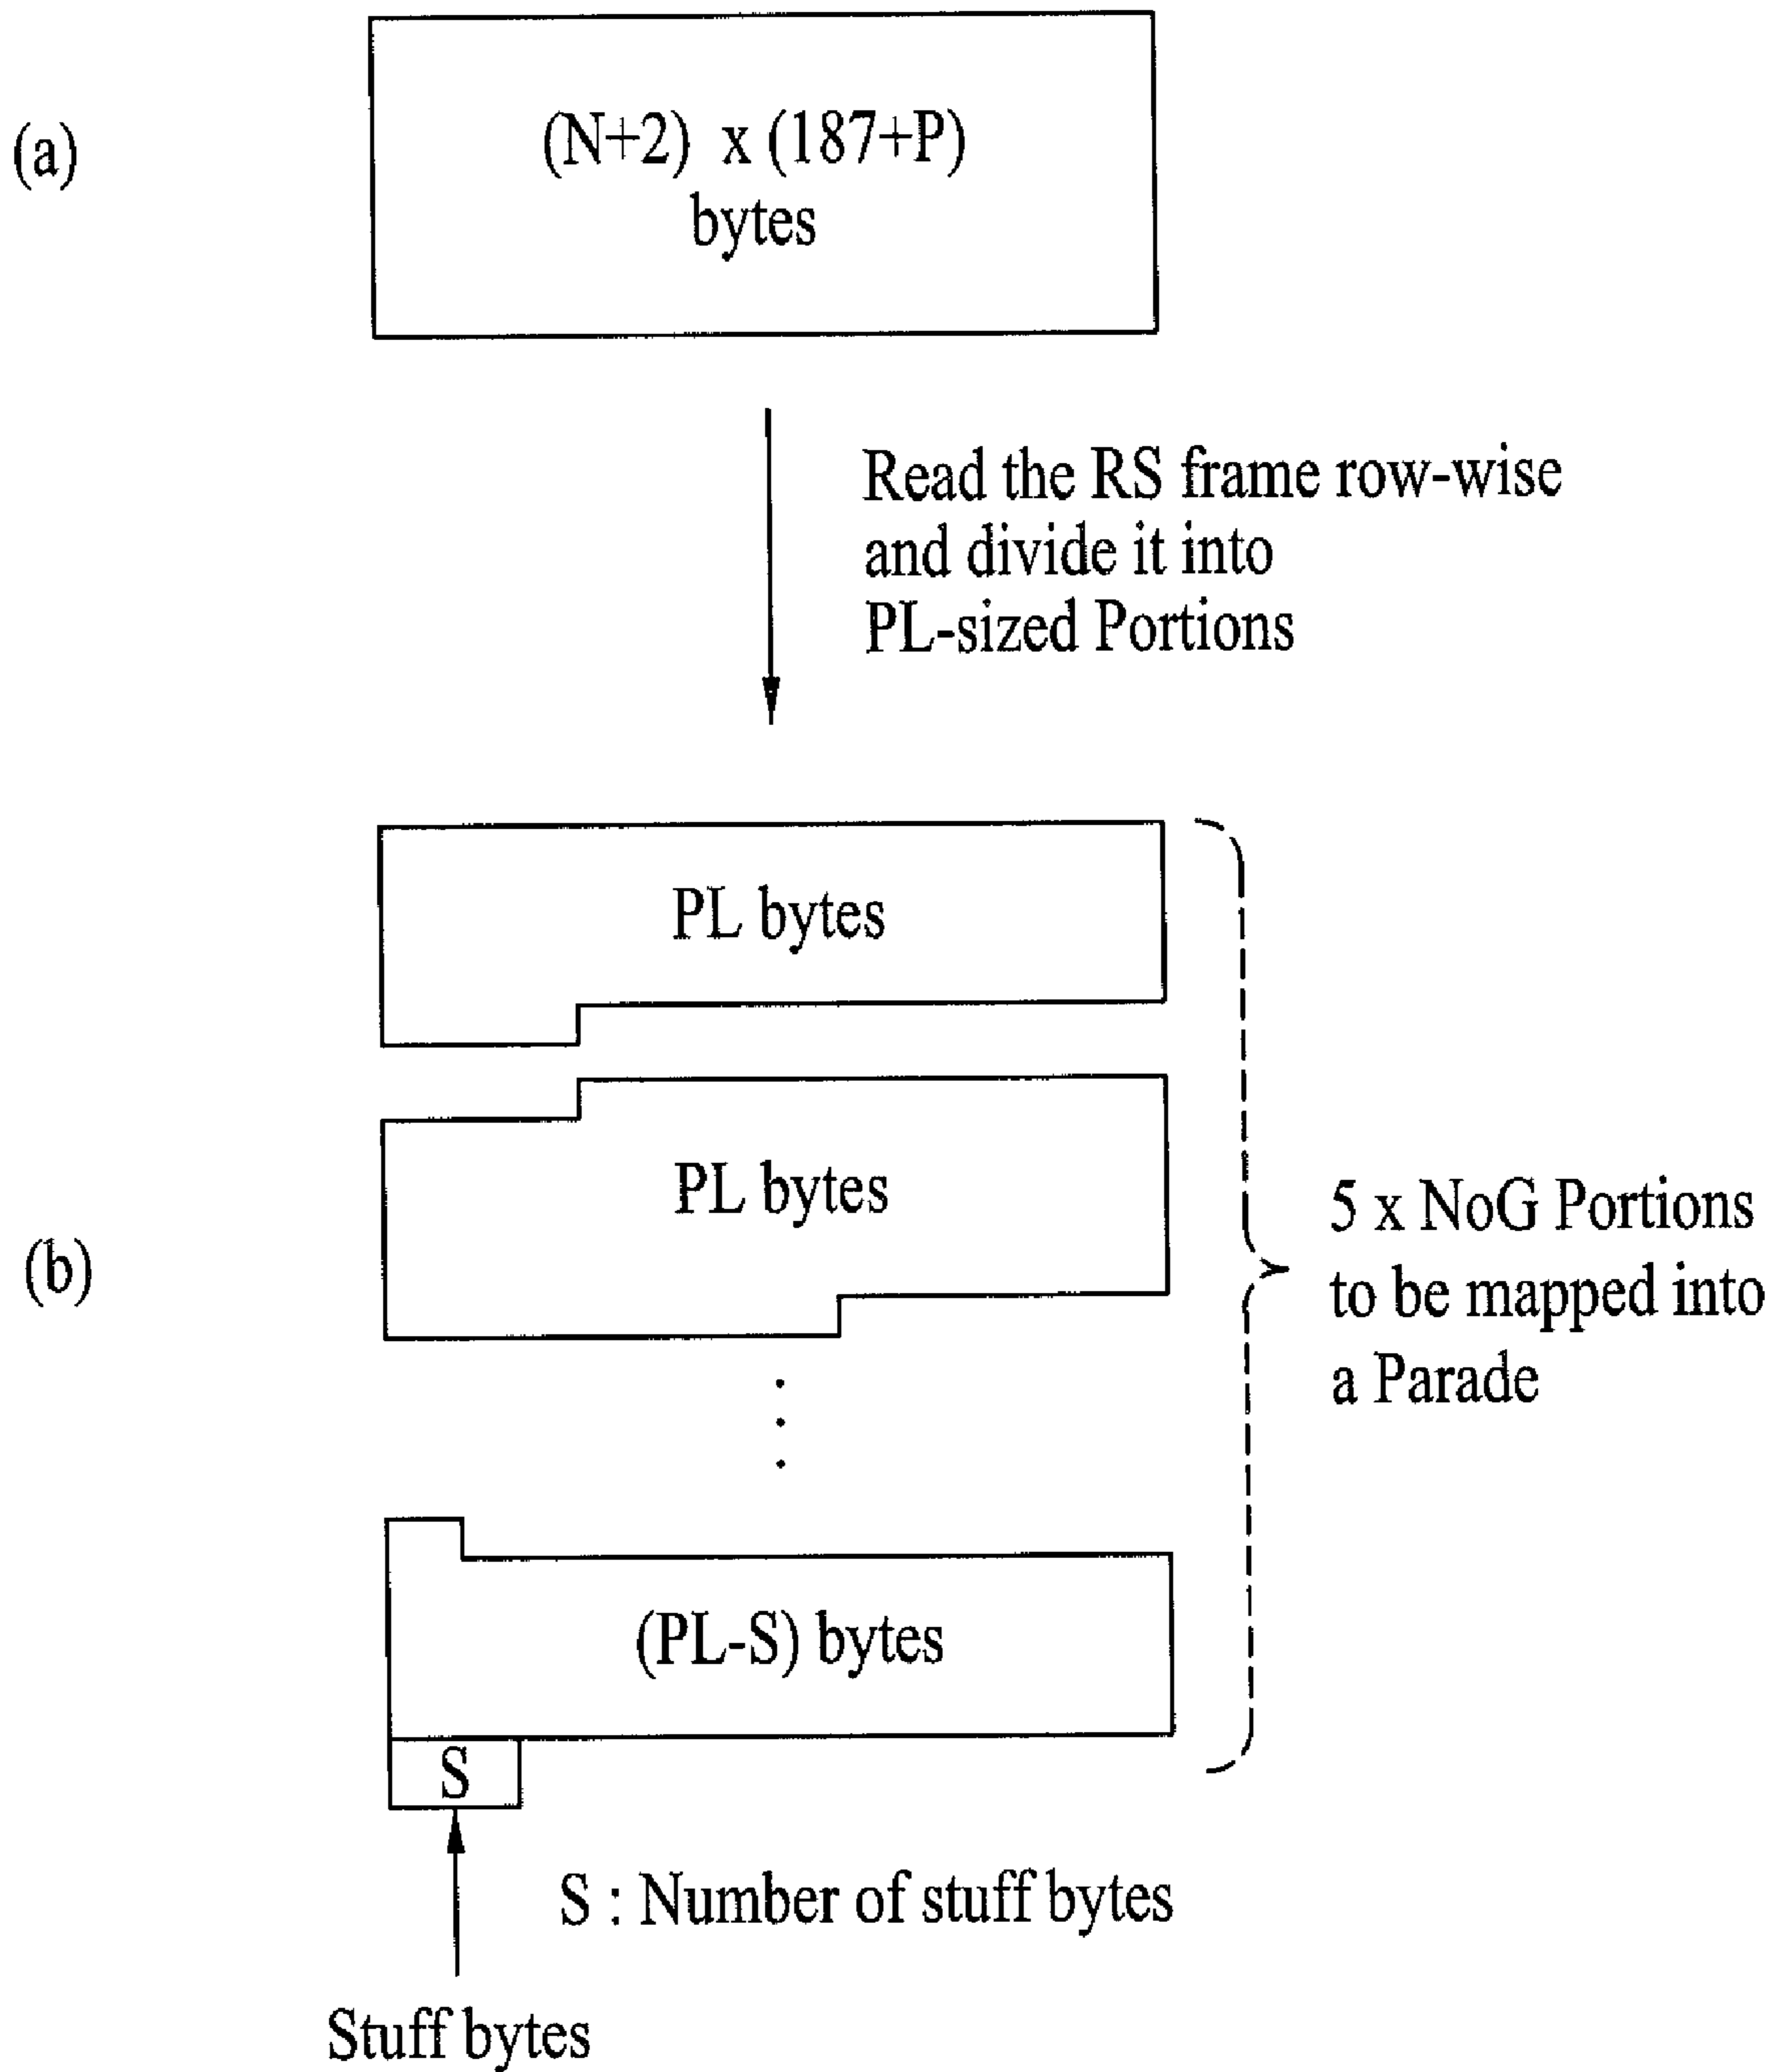 (a)
(N+2) x (187+P)
bytes
Read the RS frame row-wise
and divide it into
PL-sized Portions
(b)
PL bytes
PL bytes
5 x NoG Portions
to be mapped into
a Parade
(PL-S) bytes
S
S : Number of stuff bytes
Stuff bytes